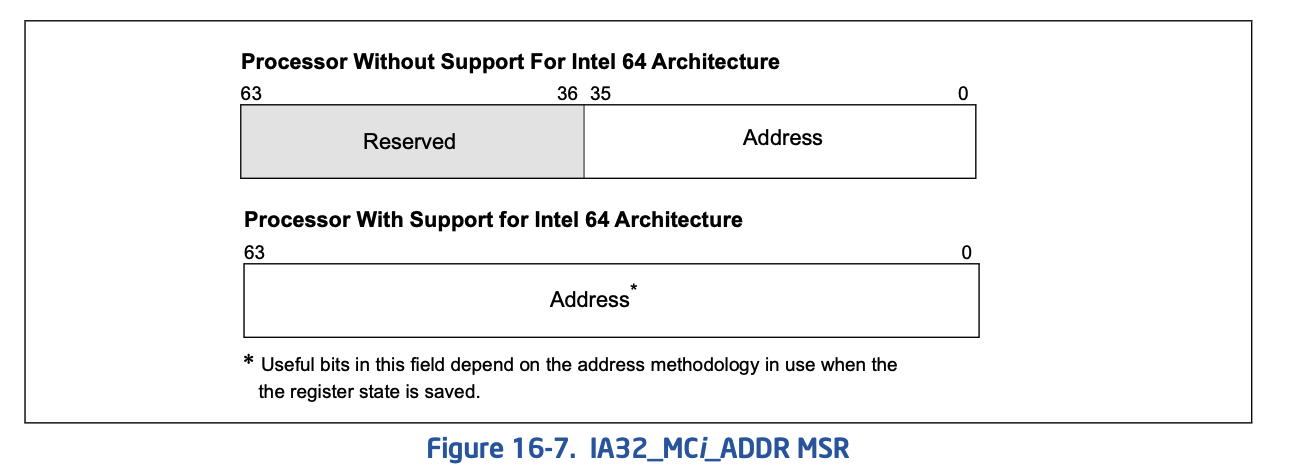 Processor Without Support For Intel 64 Architecture
63 36 35 0
Reserved Address
Processor With Support for Intel 64 Architecture
63 0
Address*
* Useful bits in this field depend on the address methodology in use when the
the register state is saved.
Figure 16-7. IA32_MCi_ADDR MSR